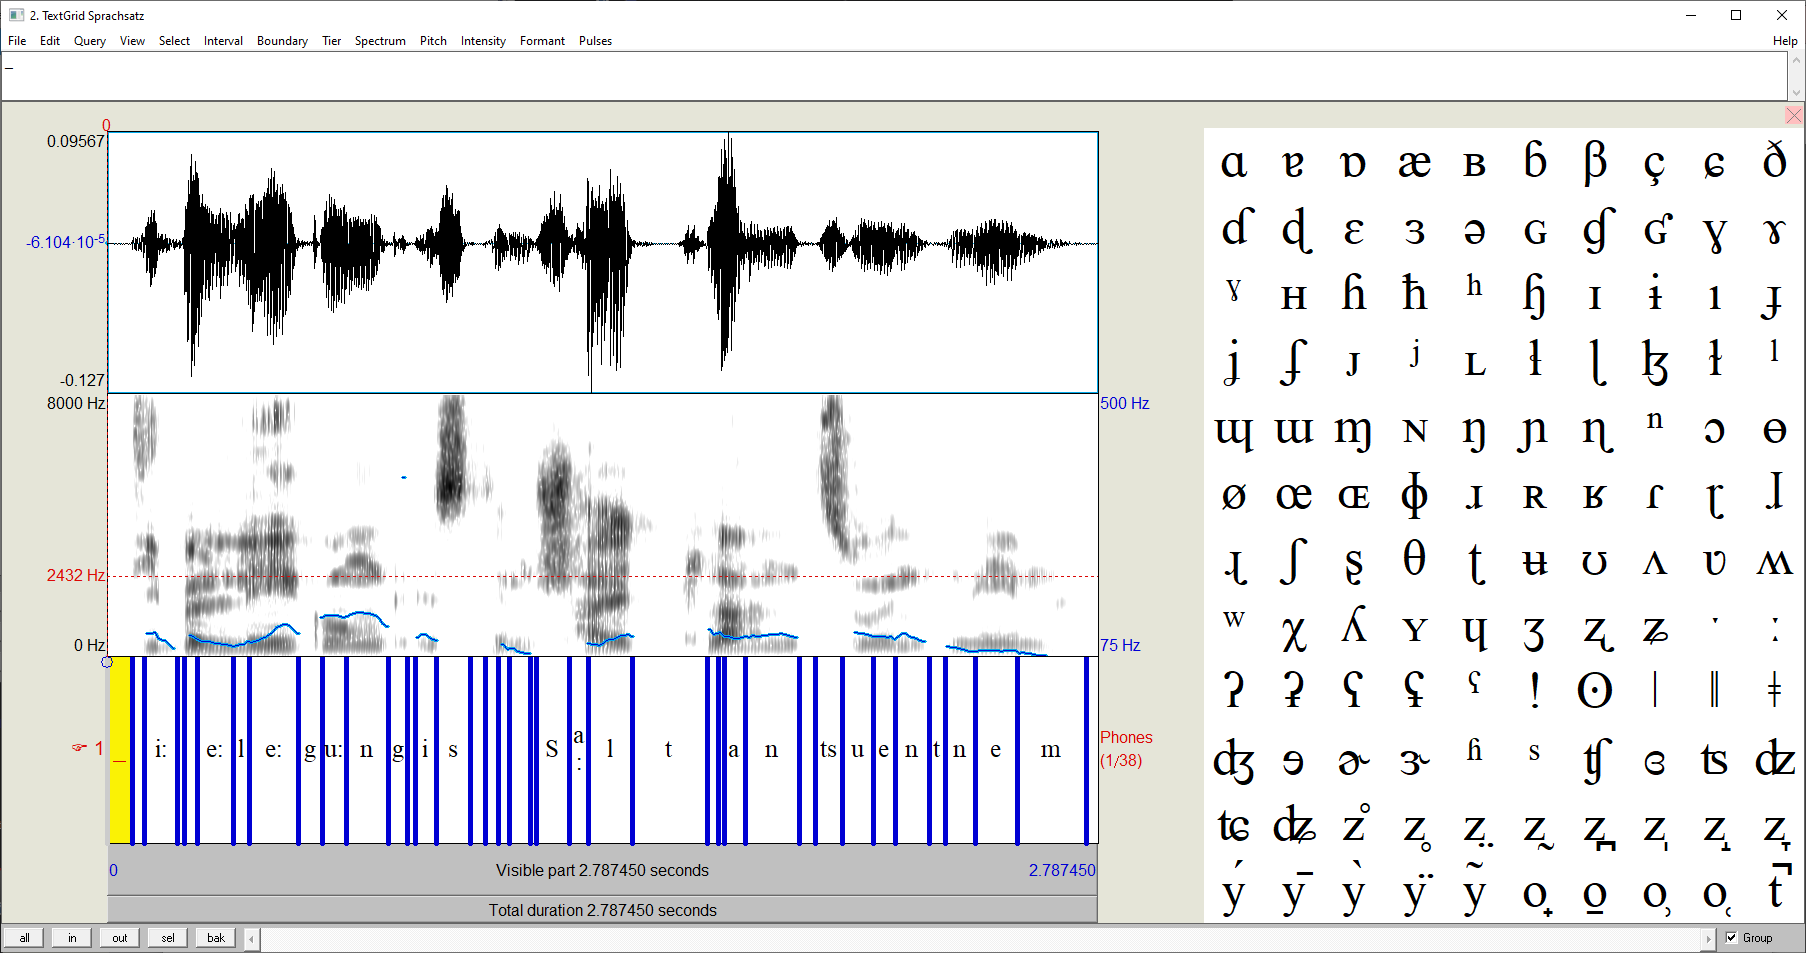 2. TextGrid Sprachsatz
File Edit Query View Select Interval Boundary Tier Spectrum Pitch Intensity Formant Pulses Help
_
0
0.09567
-6.104·10⁻⁵
-0.127
8000 Hz
500 Hz
2432 Hz
0 Hz
75 Hz
☞ 1
_ i: e: l e: g u: n g i s S a: l t a n ts u e n t n e m
Phones
(1/38)
0 Visible part 2.787450 seconds 2.787450
Total duration 2.787450 seconds
all in out sel bak
Group
ɑ ɐ ɒ æ ʙ ɓ β ç ɕ ð
ɗ ɖ ɛ ɜ ə ɢ ɠ ʛ ɣ ɤ
ˠ ʜ ɦ ħ ʰ ɧ ɪ ɨ ı ɟ
ʝ ʄ ᴊ ʲ ʟ ɫ ɭ ɮ ɬ ˡ
ɰ ɯ ɱ ɴ ŋ ɲ ɳ ⁿ ɔ ɵ
ø œ ɶ ɸ ɹ ʀ ʁ ɾ ɽ ɺ
ɻ ʃ ʂ θ ʈ ʉ ʊ ʌ ʋ ʍ
ʷ χ ʎ ʏ ɥ ʒ ʐ ʑ ˑ ː
ʔ ʡ ʕ ʢ ˤ ! ʘ ǀ ǁ ǂ
ʤ ɘ ɚ ɝ ʱ ˢ ʧ ɞ ʦ ʣ
ʨ ʥ z̊ z̥ z̤ z̰ z̻ z̩ z̺ z̞
ý ȳ ỳ ÿ ỹ o̟ o̠ o̹ o̜ t̚